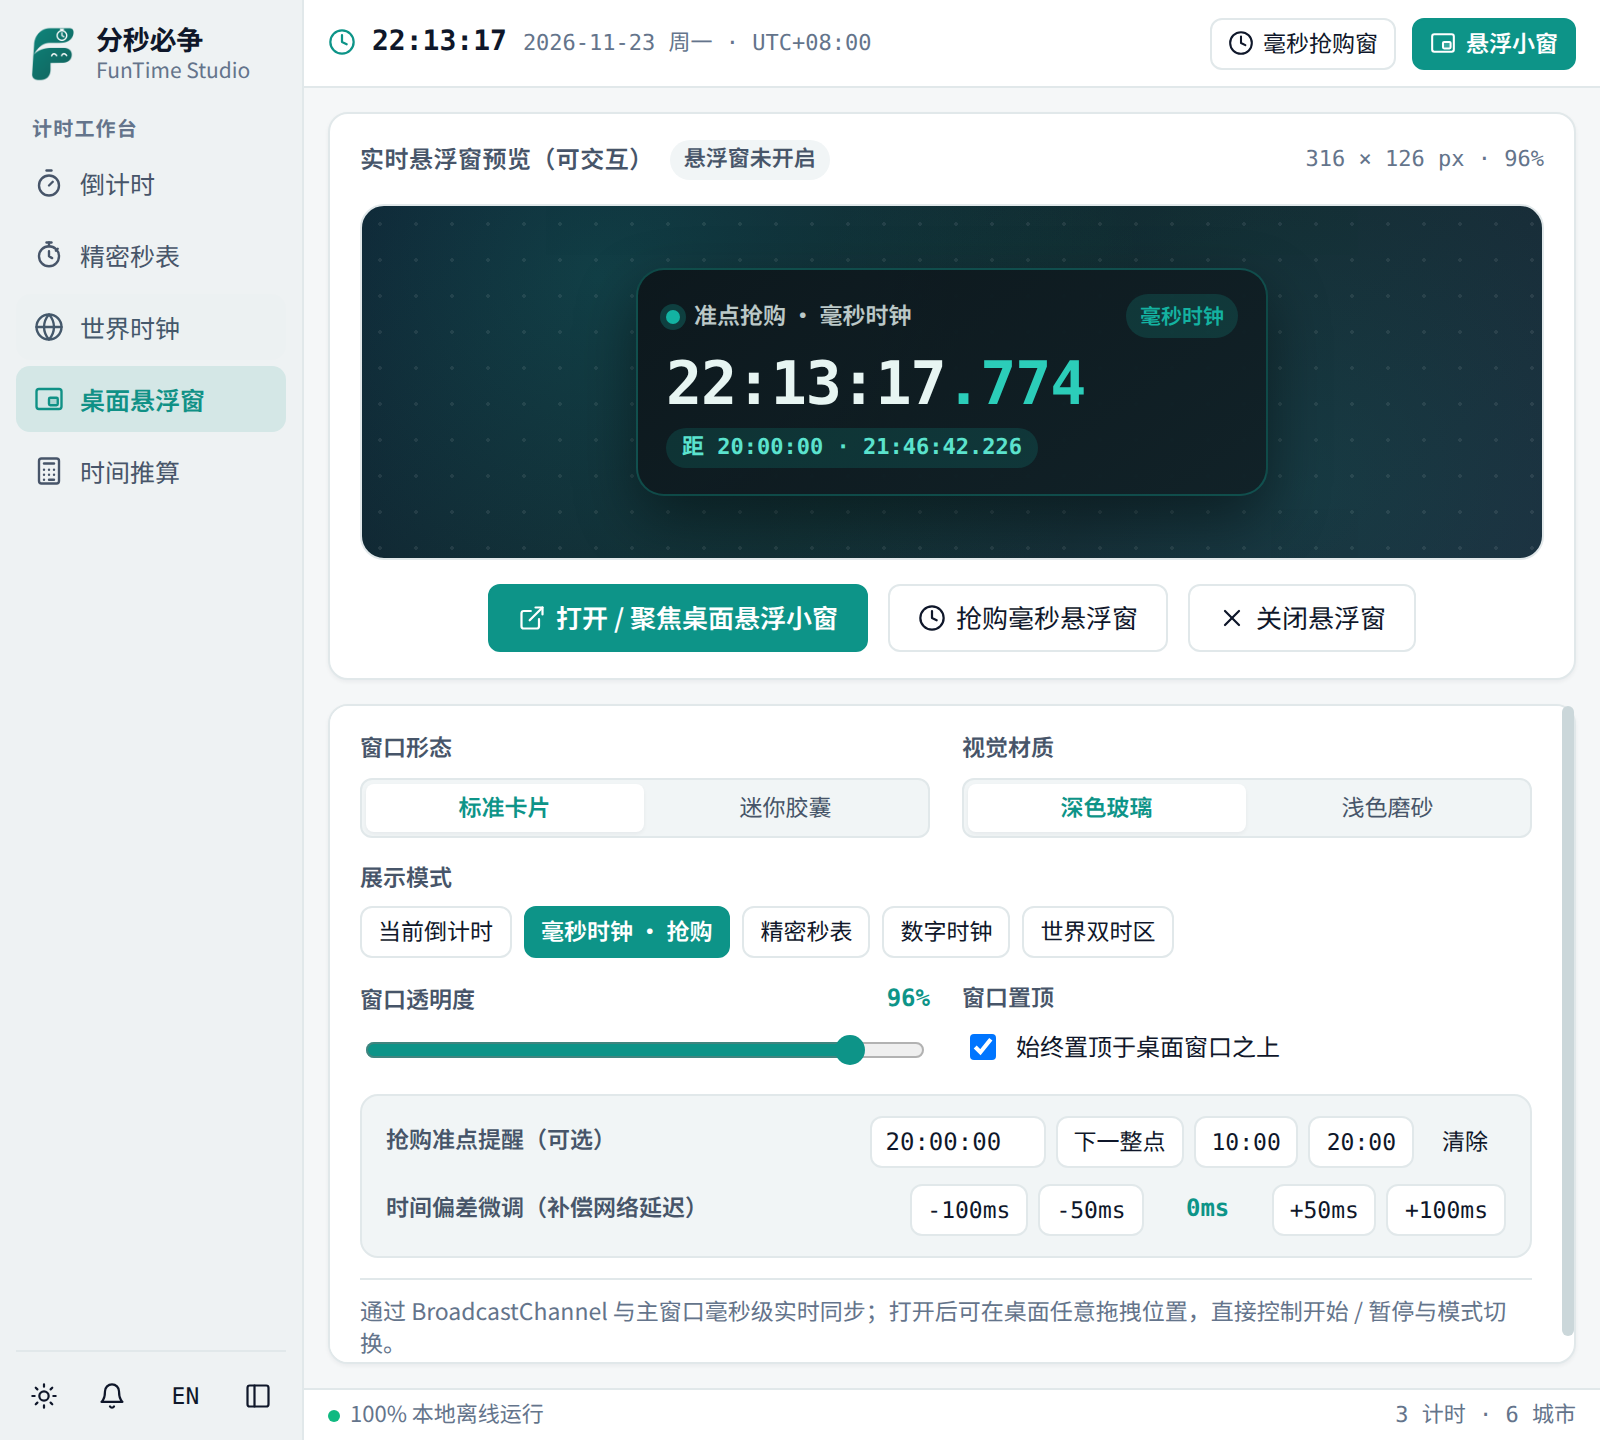 分秒必争
FunTime Studio
计时工作台
倒计时
精密秒表
世界时钟
桌面悬浮窗
时间推算
EN
22:13:17 2026-11-23 周一 · UTC+08:00
毫秒抢购窗
悬浮小窗
实时悬浮窗预览（可交互） 悬浮窗未开启 316 × 126 px · 96%
准点抢购 · 毫秒时钟 毫秒时钟
22:13:17.774
距 20:00:00 · 21:46:42.226
打开 / 聚焦桌面悬浮小窗 抢购毫秒悬浮窗 关闭悬浮窗
窗口形态 视觉材质
标准卡片 迷你胶囊 深色玻璃 浅色磨砂
展示模式
当前倒计时 毫秒时钟 · 抢购 精密秒表 数字时钟 世界双时区
窗口透明度 96% 窗口置顶
始终置顶于桌面窗口之上
抢购准点提醒（可选） 20:00:00 下一整点 10:00 20:00 清除
时间偏差微调（补偿网络延迟） -100ms -50ms 0ms +50ms +100ms
通过 BroadcastChannel 与主窗口毫秒级实时同步；打开后可在桌面任意拖拽位置，直接控制开始 / 暂停与模式切
换。
100% 本地离线运行 3 计时 · 6 城市